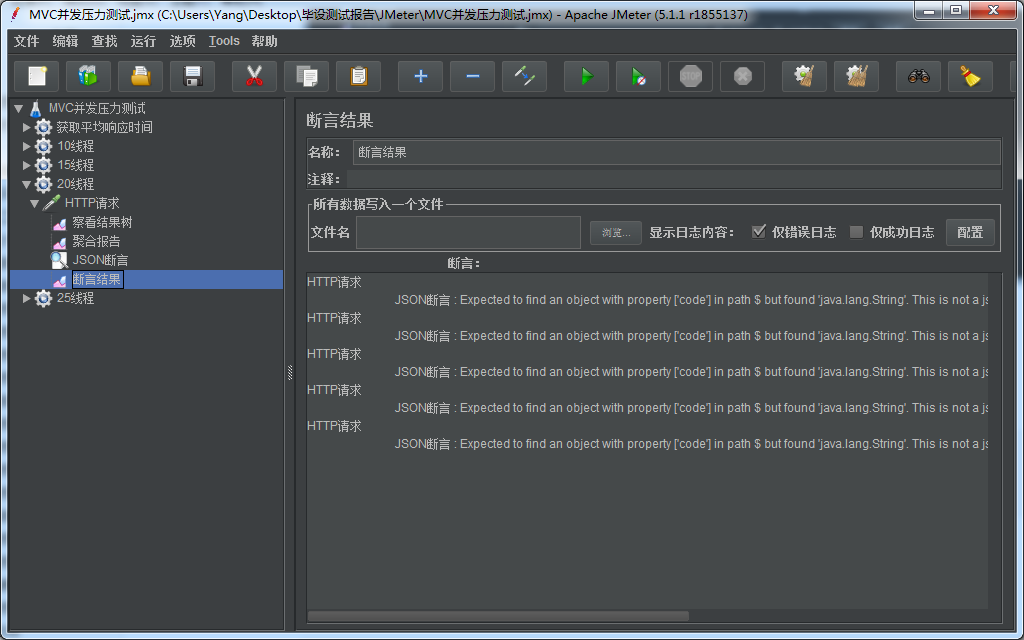 MVC并发压力测试.jmx (C:\Users\Yang\Desktop\毕设测试报告\JMeter\MVC并发压力测试.jmx) - Apache JMeter (5.1.1 r1855137)
文件 编辑 查找 运行 选项 Tools 帮助
STOP
MVC并发压力测试
获取平均响应时间
10线程
15线程
20线程
HTTP请求
察看结果树
聚合报告
JSON断言
断言结果
25线程
断言结果
名称： 断言结果
注释：
所有数据写入一个文件
文件名 浏览... 显示日志内容： 仅错误日志 仅成功日志 配置
断言：
HTTP请求
JSON断言 : Expected to find an object with property ['code'] in path $ but found 'java.lang.String'. This is not a js
HTTP请求
JSON断言 : Expected to find an object with property ['code'] in path $ but found 'java.lang.String'. This is not a js
HTTP请求
JSON断言 : Expected to find an object with property ['code'] in path $ but found 'java.lang.String'. This is not a js
HTTP请求
JSON断言 : Expected to find an object with property ['code'] in path $ but found 'java.lang.String'. This is not a js
HTTP请求
JSON断言 : Expected to find an object with property ['code'] in path $ but found 'java.lang.String'. This is not a js